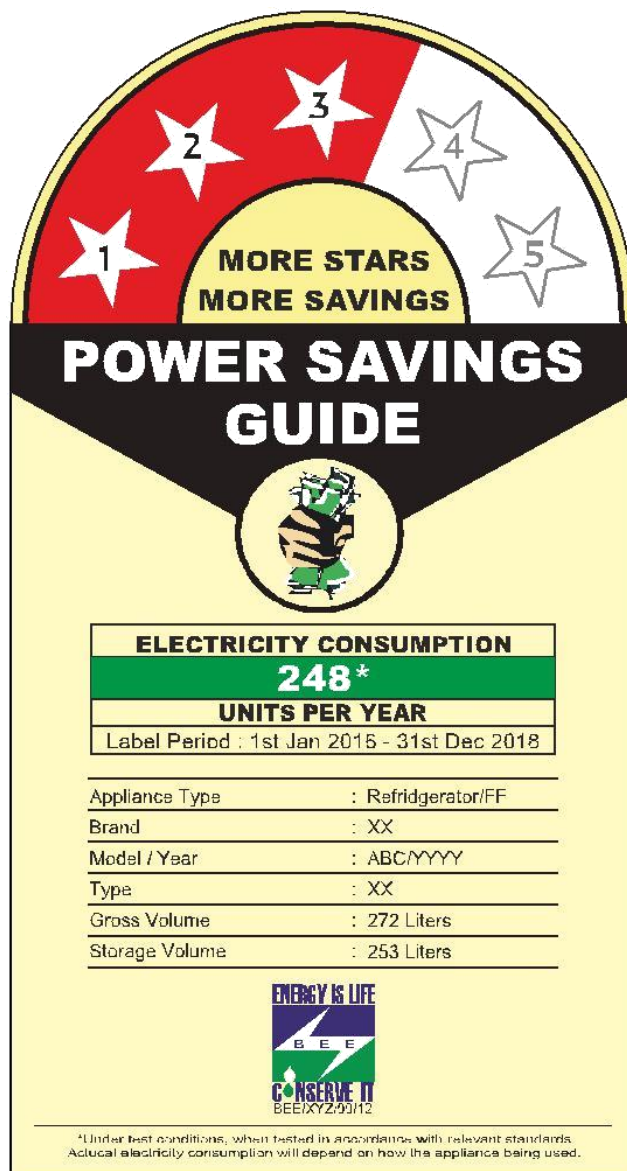 1
2
3
4
5
MORE STARS
MORE SAVINGS
POWER SAVINGS
GUIDE
ELECTRICITY CONSUMPTION
248*
UNITS PER YEAR
Label Period : 1st Jan 2016 - 31st Dec 2018
Appliance Type : Refridgerator/FF
Brand : XX
Model / Year : ABC/YYYY
Type : XX
Gross Volume : 272 Liters
Storage Volume : 253 Liters
ENERGY IS LIFE
B E E
CONSERVE IT
BEE/XYZ/99/12
*Under test conditions, when tested in accordance with relevant standards.
Aclucal electricity consumption will depend on how the appliance being used.